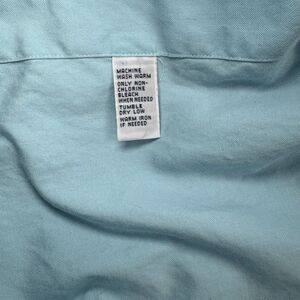 MACHINE
WASH WARM
ONLY NON-
CHLORINE
BLEACH
WHEN NEEDED
TUMBLE
DRY LOW
WARM IRON
IF NEEDED